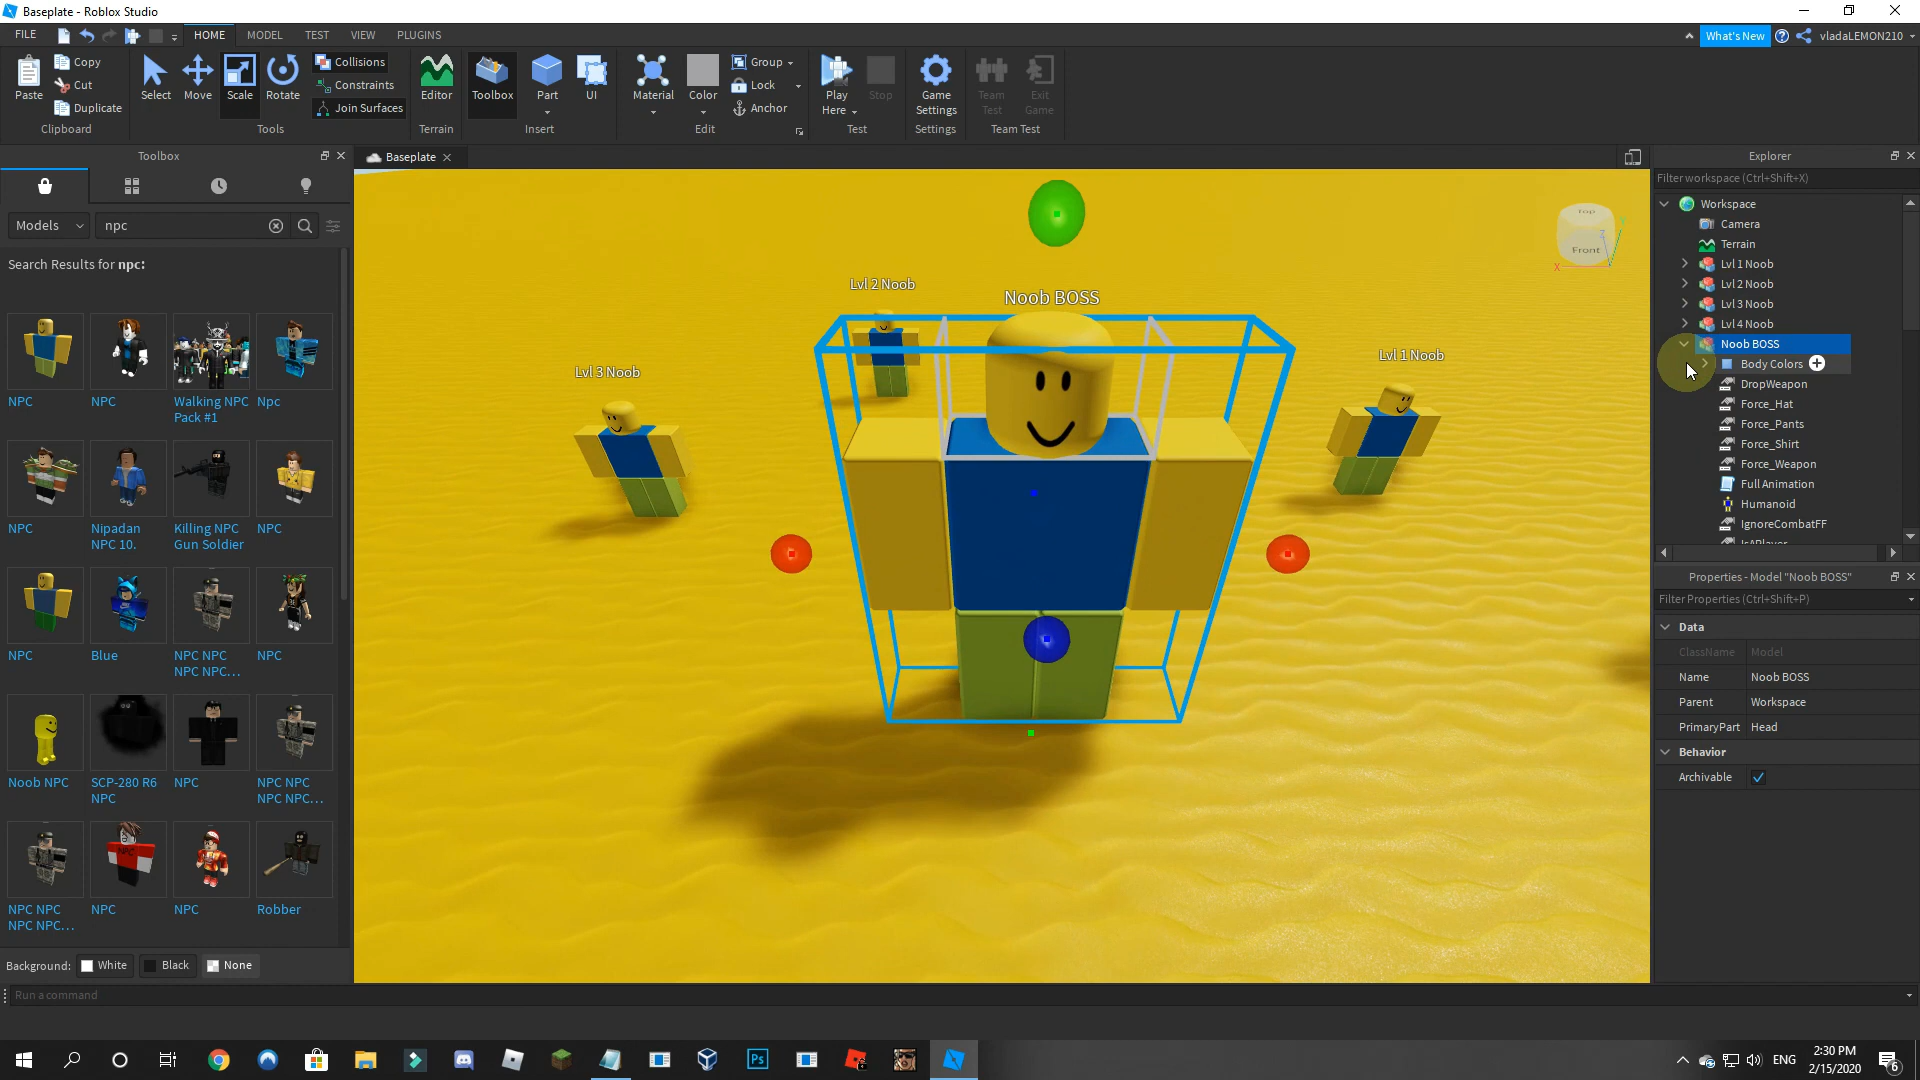 Baseplate - Roblox Studio
FILE
HOME
MODEL
TEST
VIEW
PLUGINS
What's New
vladaLEMON210
Paste
Copy
Cut
Duplicate
Clipboard
Select
Move
Scale
Rotate
Collisions
Constraints
Join Surfaces
Tools
Editor
Terrain
Toolbox
Part
UI
Insert
Material
Color
Group
Lock
Anchor
Edit
Play
Here
Stop
Test
Game
Settings
Settings
Team
Test
Exit
Game
Team Test
Toolbox
Models
npc
Search Results for npc:
NPC
NPC
Walking NPC
Pack #1
Npc
NPC
Nipadan
NPC 10.
Killing NPC
Gun Soldier
NPC
NPC
Blue
NPC NPC
NPC NPC...
NPC
Noob NPC
SCP-280 R6
NPC
NPC
NPC NPC
NPC NPC...
NPC NPC
NPC NPC...
NPC
NPC
NPC
Robber
Background:
White
Black
None
Run a command
Baseplate
Lvl 2 Noob
Noob BOSS
Lvl 3 Noob
Lvl 1 Noob
Top
Front
X
Y
Z
Explorer
Filter workspace (Ctrl+Shift+X)
Workspace
Camera
Terrain
Lvl 1 Noob
Lvl 2 Noob
Lvl 3 Noob
Lvl 4 Noob
Noob BOSS
Body Colors
DropWeapon
Force_Hat
Force_Pants
Force_Shirt
Force_Weapon
Full Animation
Humanoid
IgnoreCombatFF
IsAPlayer
Properties - Model "Noob BOSS"
Filter Properties (Ctrl+Shift+P)
Data
ClassName Model
Name Noob BOSS
Parent Workspace
PrimaryPart Head
Behavior
Archivable
Ps
ENG
2:30 PM
2/15/2020
6